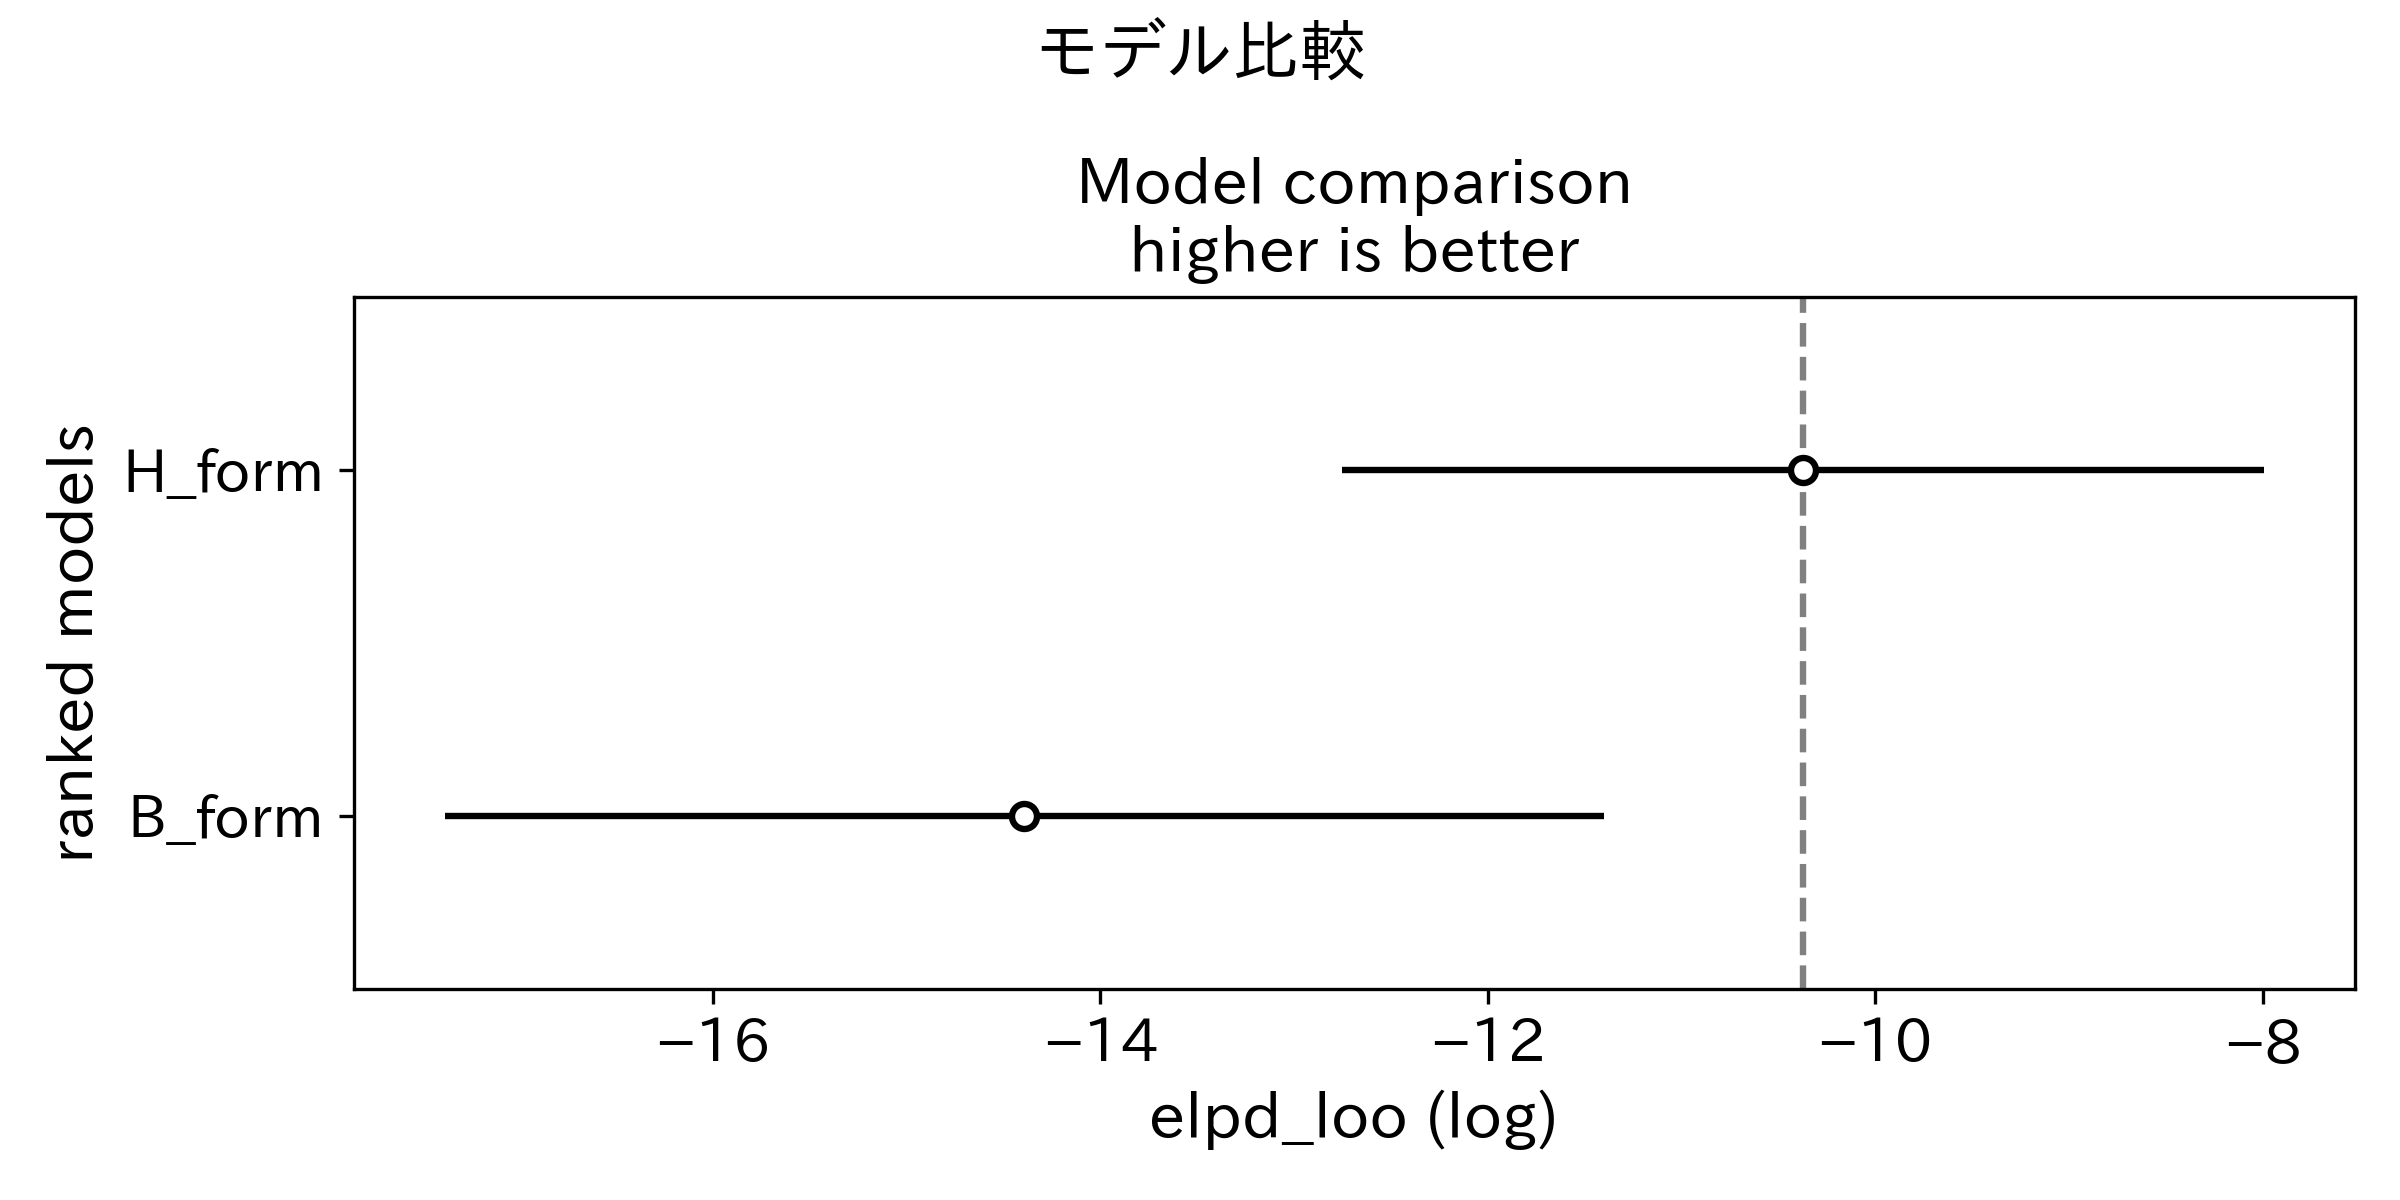 モデル比較
Model comparison
higher is better
ranked models
H_form
B_form
−16
−14
−12
−10
−8
elpd_loo (log)